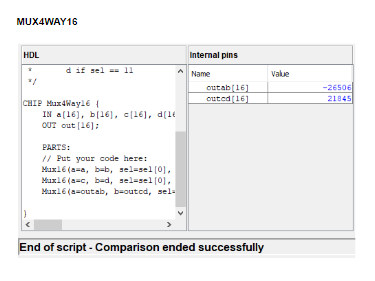 MUX4WAY16
HDL
Internal pins
* d if sel == 11
*/
CHIP Mux4Way16 {
IN a[16], b[16], c[16], d[16
OUT out[16];
PARTS:
// Put your code here:
Mux16(a=a, b=b, sel=sel[0],
Mux16(a=c, b=d, sel=sel[0],
Mux16(a=outab, b=outcd, sel=
}
Name Value
outab[16] -26506
outcd[16] 21845
End of script - Comparison ended successfully